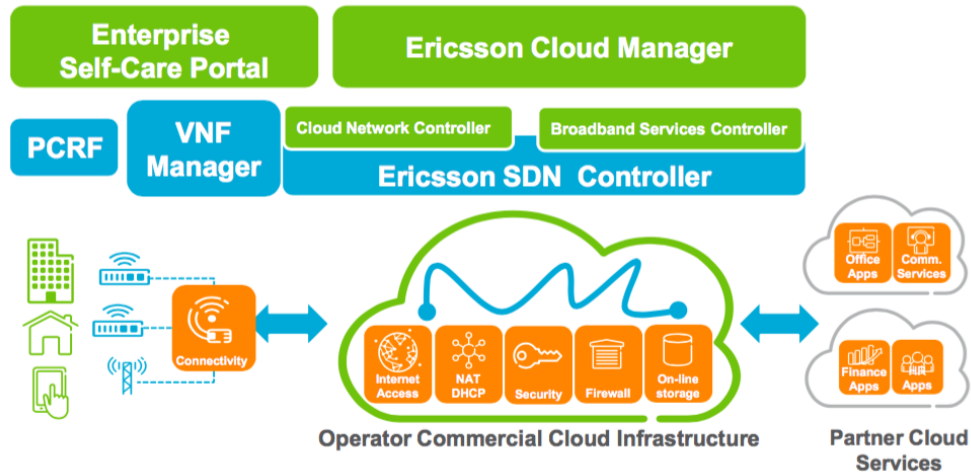 Enterprise
Self-Care Portal
Ericsson Cloud Manager
PCRF
VNF
Manager
Cloud Network Controller
Broadband Services Controller
Ericsson SDN Controller
Office
Apps
Comm.
Services
Connectivity
Internet
Access
NAT
DHCP
Security
Firewall
On-line
storage
Finance
Apps
HR
Apps
Operator Commercial Cloud Infrastructure
Partner Cloud
Services